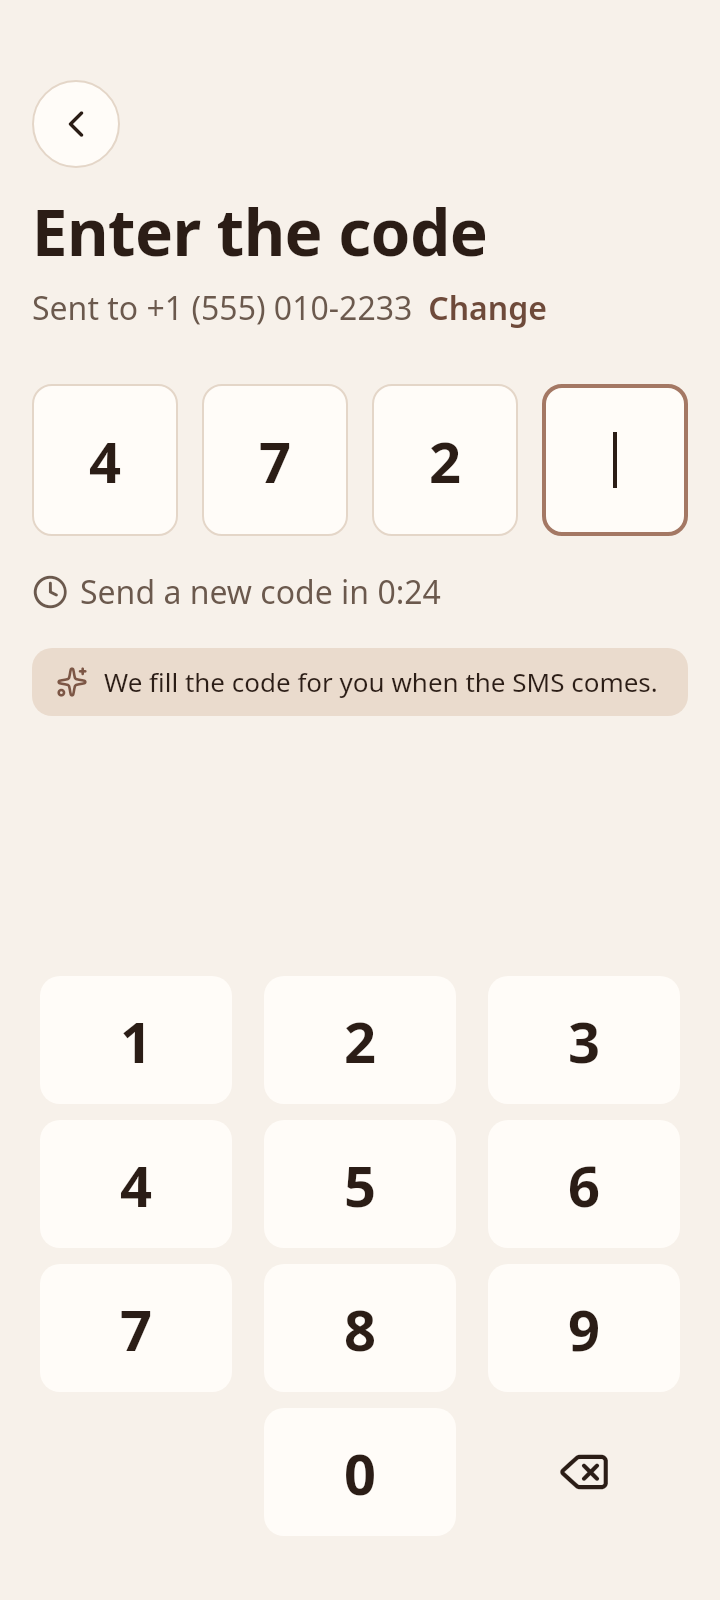 Enter the code
Sent to +1 (555) 010-2233 Change
4 7 2
Send a new code in 0:24
We fill the code for you when the SMS comes.
1 2 3
4 5 6
7 8 9
0